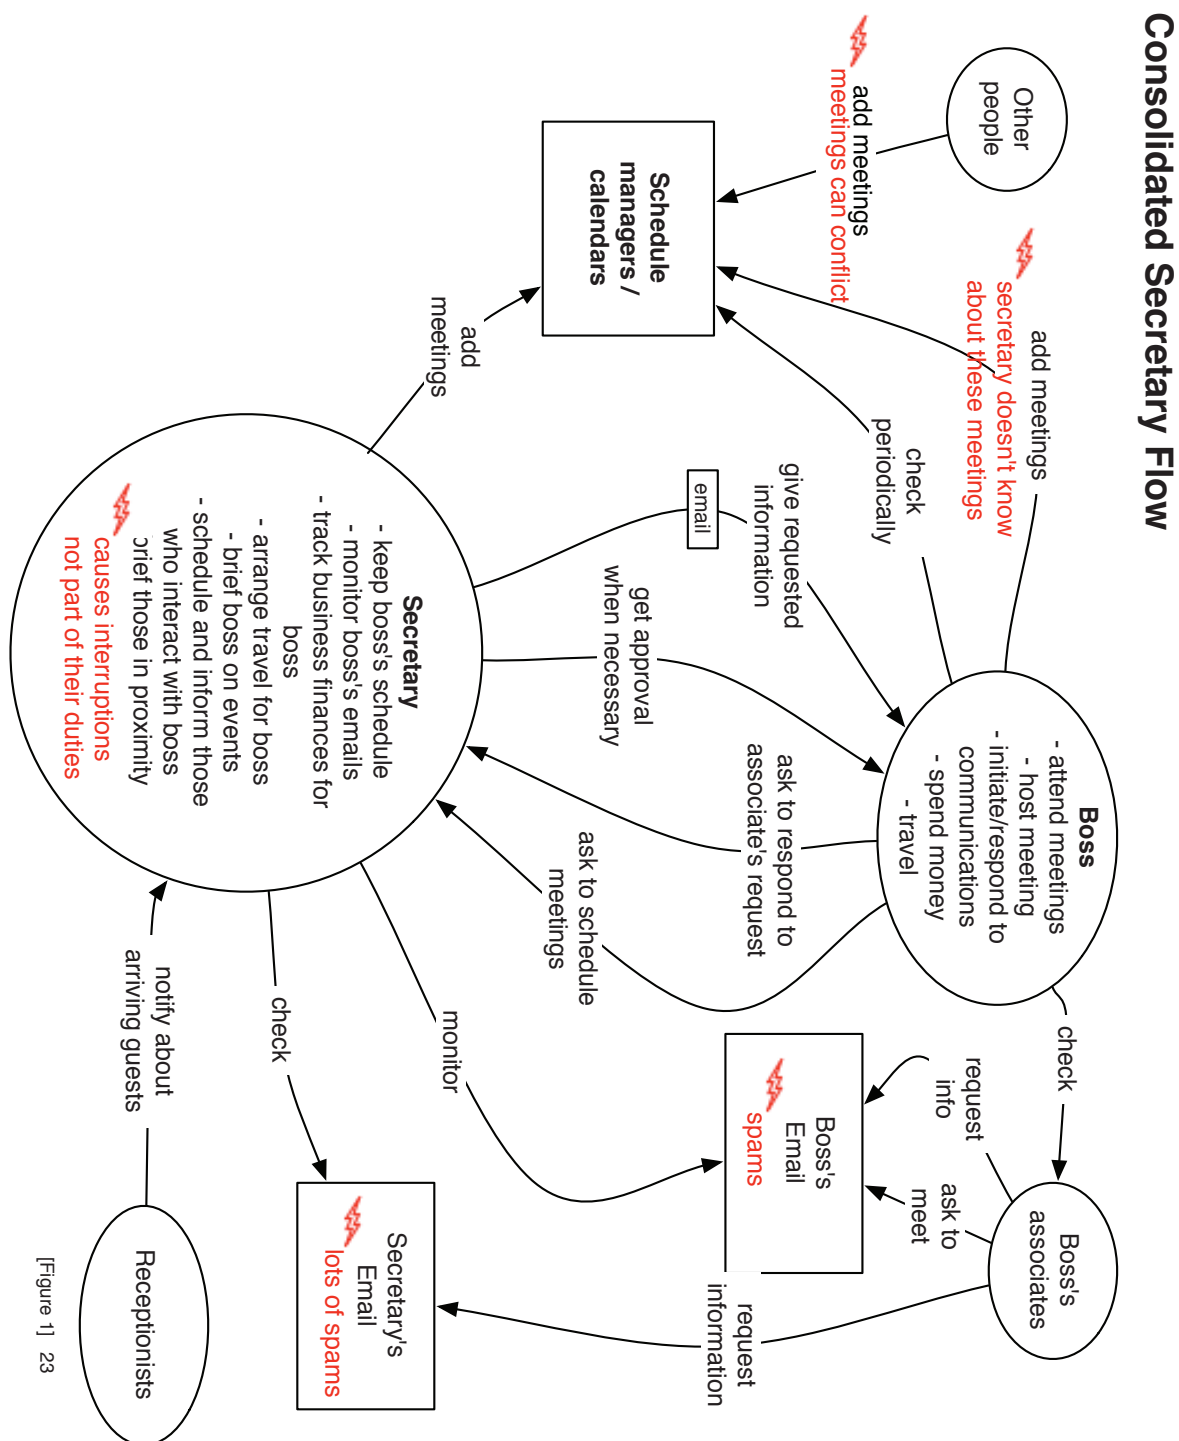 Consolidated Secretary Flow
Other
people
add meetings
meetings can conflict
add meetings
secretary doesn't know
about these meetings
Schedule
managers /
calendars
check
periodically
add
meetings
give requested
information
email
get approval
when necessary
Boss
- attend meetings
- host meeting
- initiate/respond to
communications
- spend money
- travel
ask to respond to
associate's request
ask to schedule
meetings
Secretary
- keep boss's schedule
- monitor boss's emails
- track business finances for
boss
- arrange travel for boss
- brief boss on events
- schedule and inform those
who interact with boss
brief those in proximity
causes interruptions
not part of their duties
check
Boss's
associates
request
info
ask to
meet
Boss's
Email
spams
request
information
monitor
check
Secretary's
Email
lots of spams
notify about
arriving guests
Receptionists
[Figure 1] 23